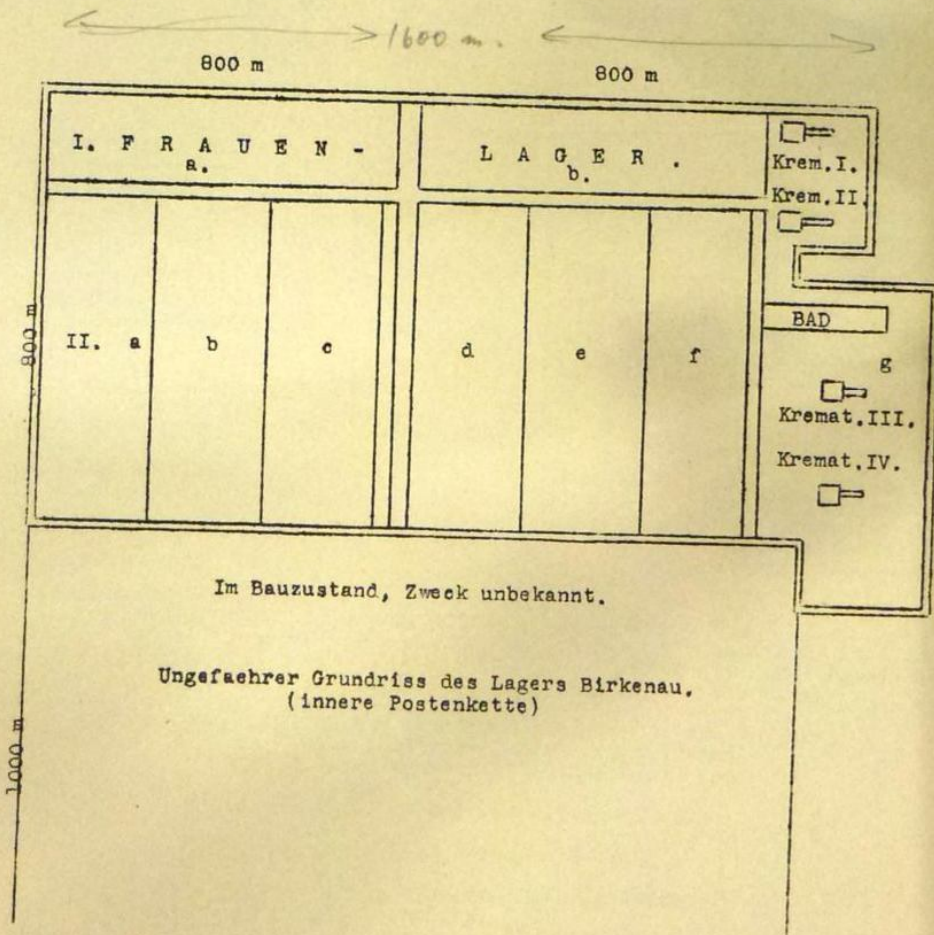 1600 m.
800 m
800 m
I. F R A U E N -
a.
L A G E R .
b.
Krem.I.
Krem.II.
800 m
II. a
b
c
d
e
f
BAD
g
Kremat.III.
Kremat.IV.
Im Bauzustand, Zweck unbekannt.
Ungefaehrer Grundriss des Lagers Birkenau.
(innere Postenkette)
1000 m